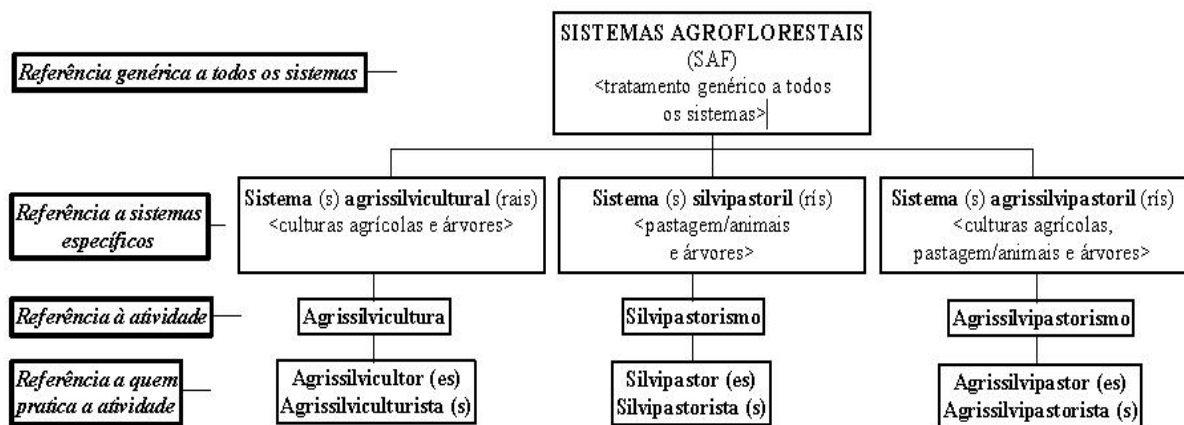 SISTEMAS AGROFLORESTAIS
(SAF)
<tratamento genérico a todos
os sistemas>
Referência genérica a todos os sistemas
Referência a sistemas
específicos
Sistema (s) agrissilvicultural (rais)
<culturas agrícolas e árvores>
Sistema (s) silvipastoril (rís)
<pastagem/animais
e árvores>
Sistema (s) agrissilvipastoril (rís)
<culturas agrícolas,
pastagem/animais e árvores>
Referência à atividade
Agrissilvicultura
Silvipastorismo
Agrissilvipastorismo
Referência a quem
pratica a atividade
Agrissilvicultor (es)
Agrissilviculturista (s)
Silvipastor (es)
Silvipastorista (s)
Agrissilvipastor (es)
Agrissilvipastorista (s)